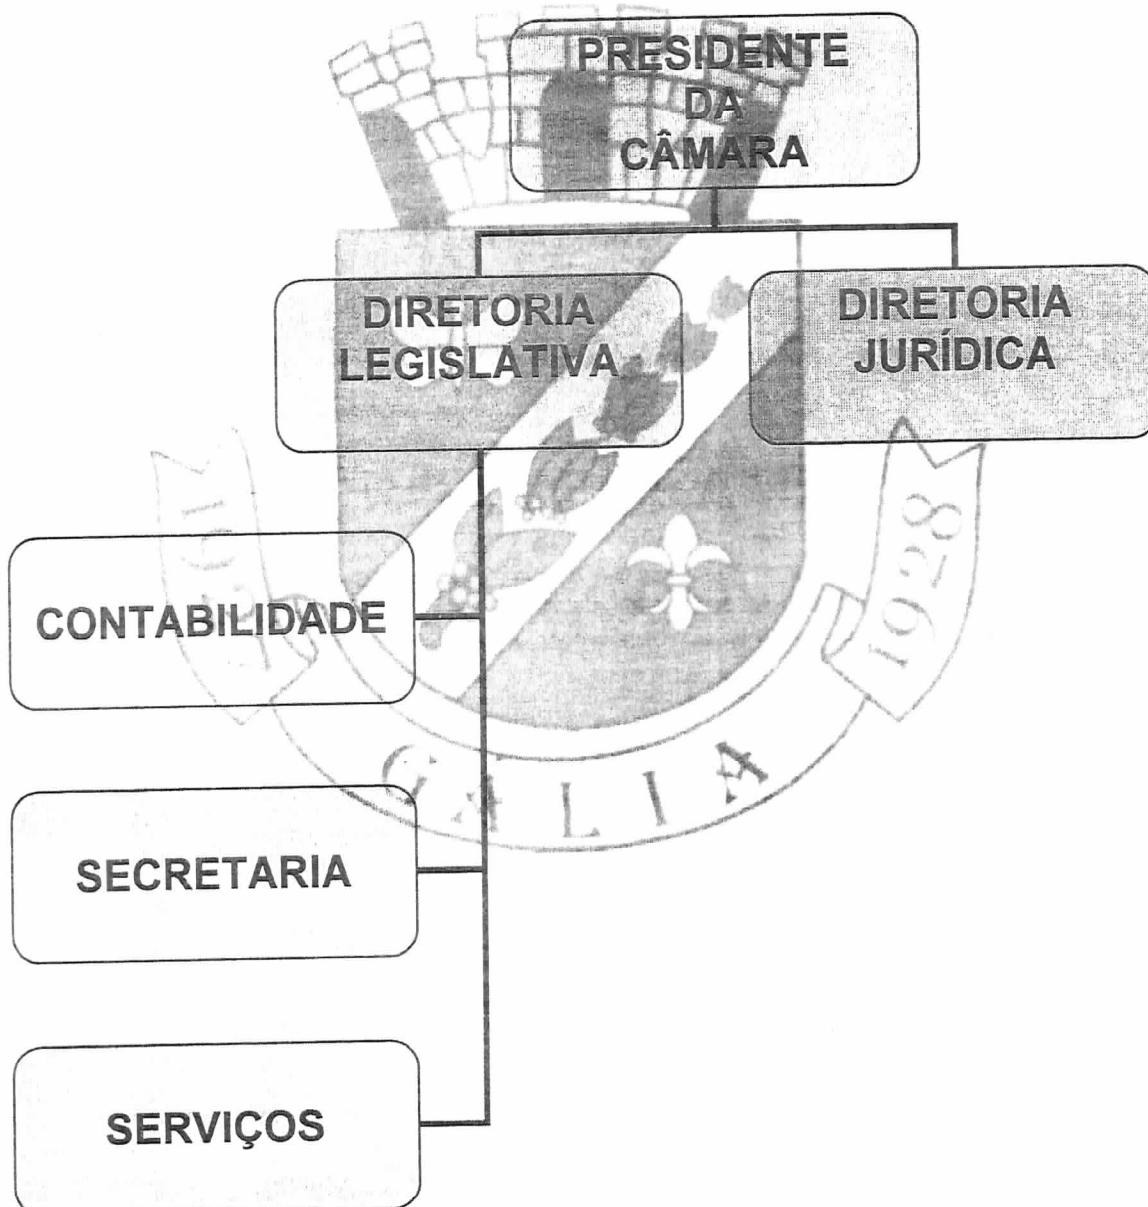 PRESIDENTE
DA
CÂMARA
DIRETORIA
LEGISLATIVA
DIRETORIA
JURÍDICA
CONTABILIDADE
SECRETARIA
SERVIÇOS
1928
GÁLIA